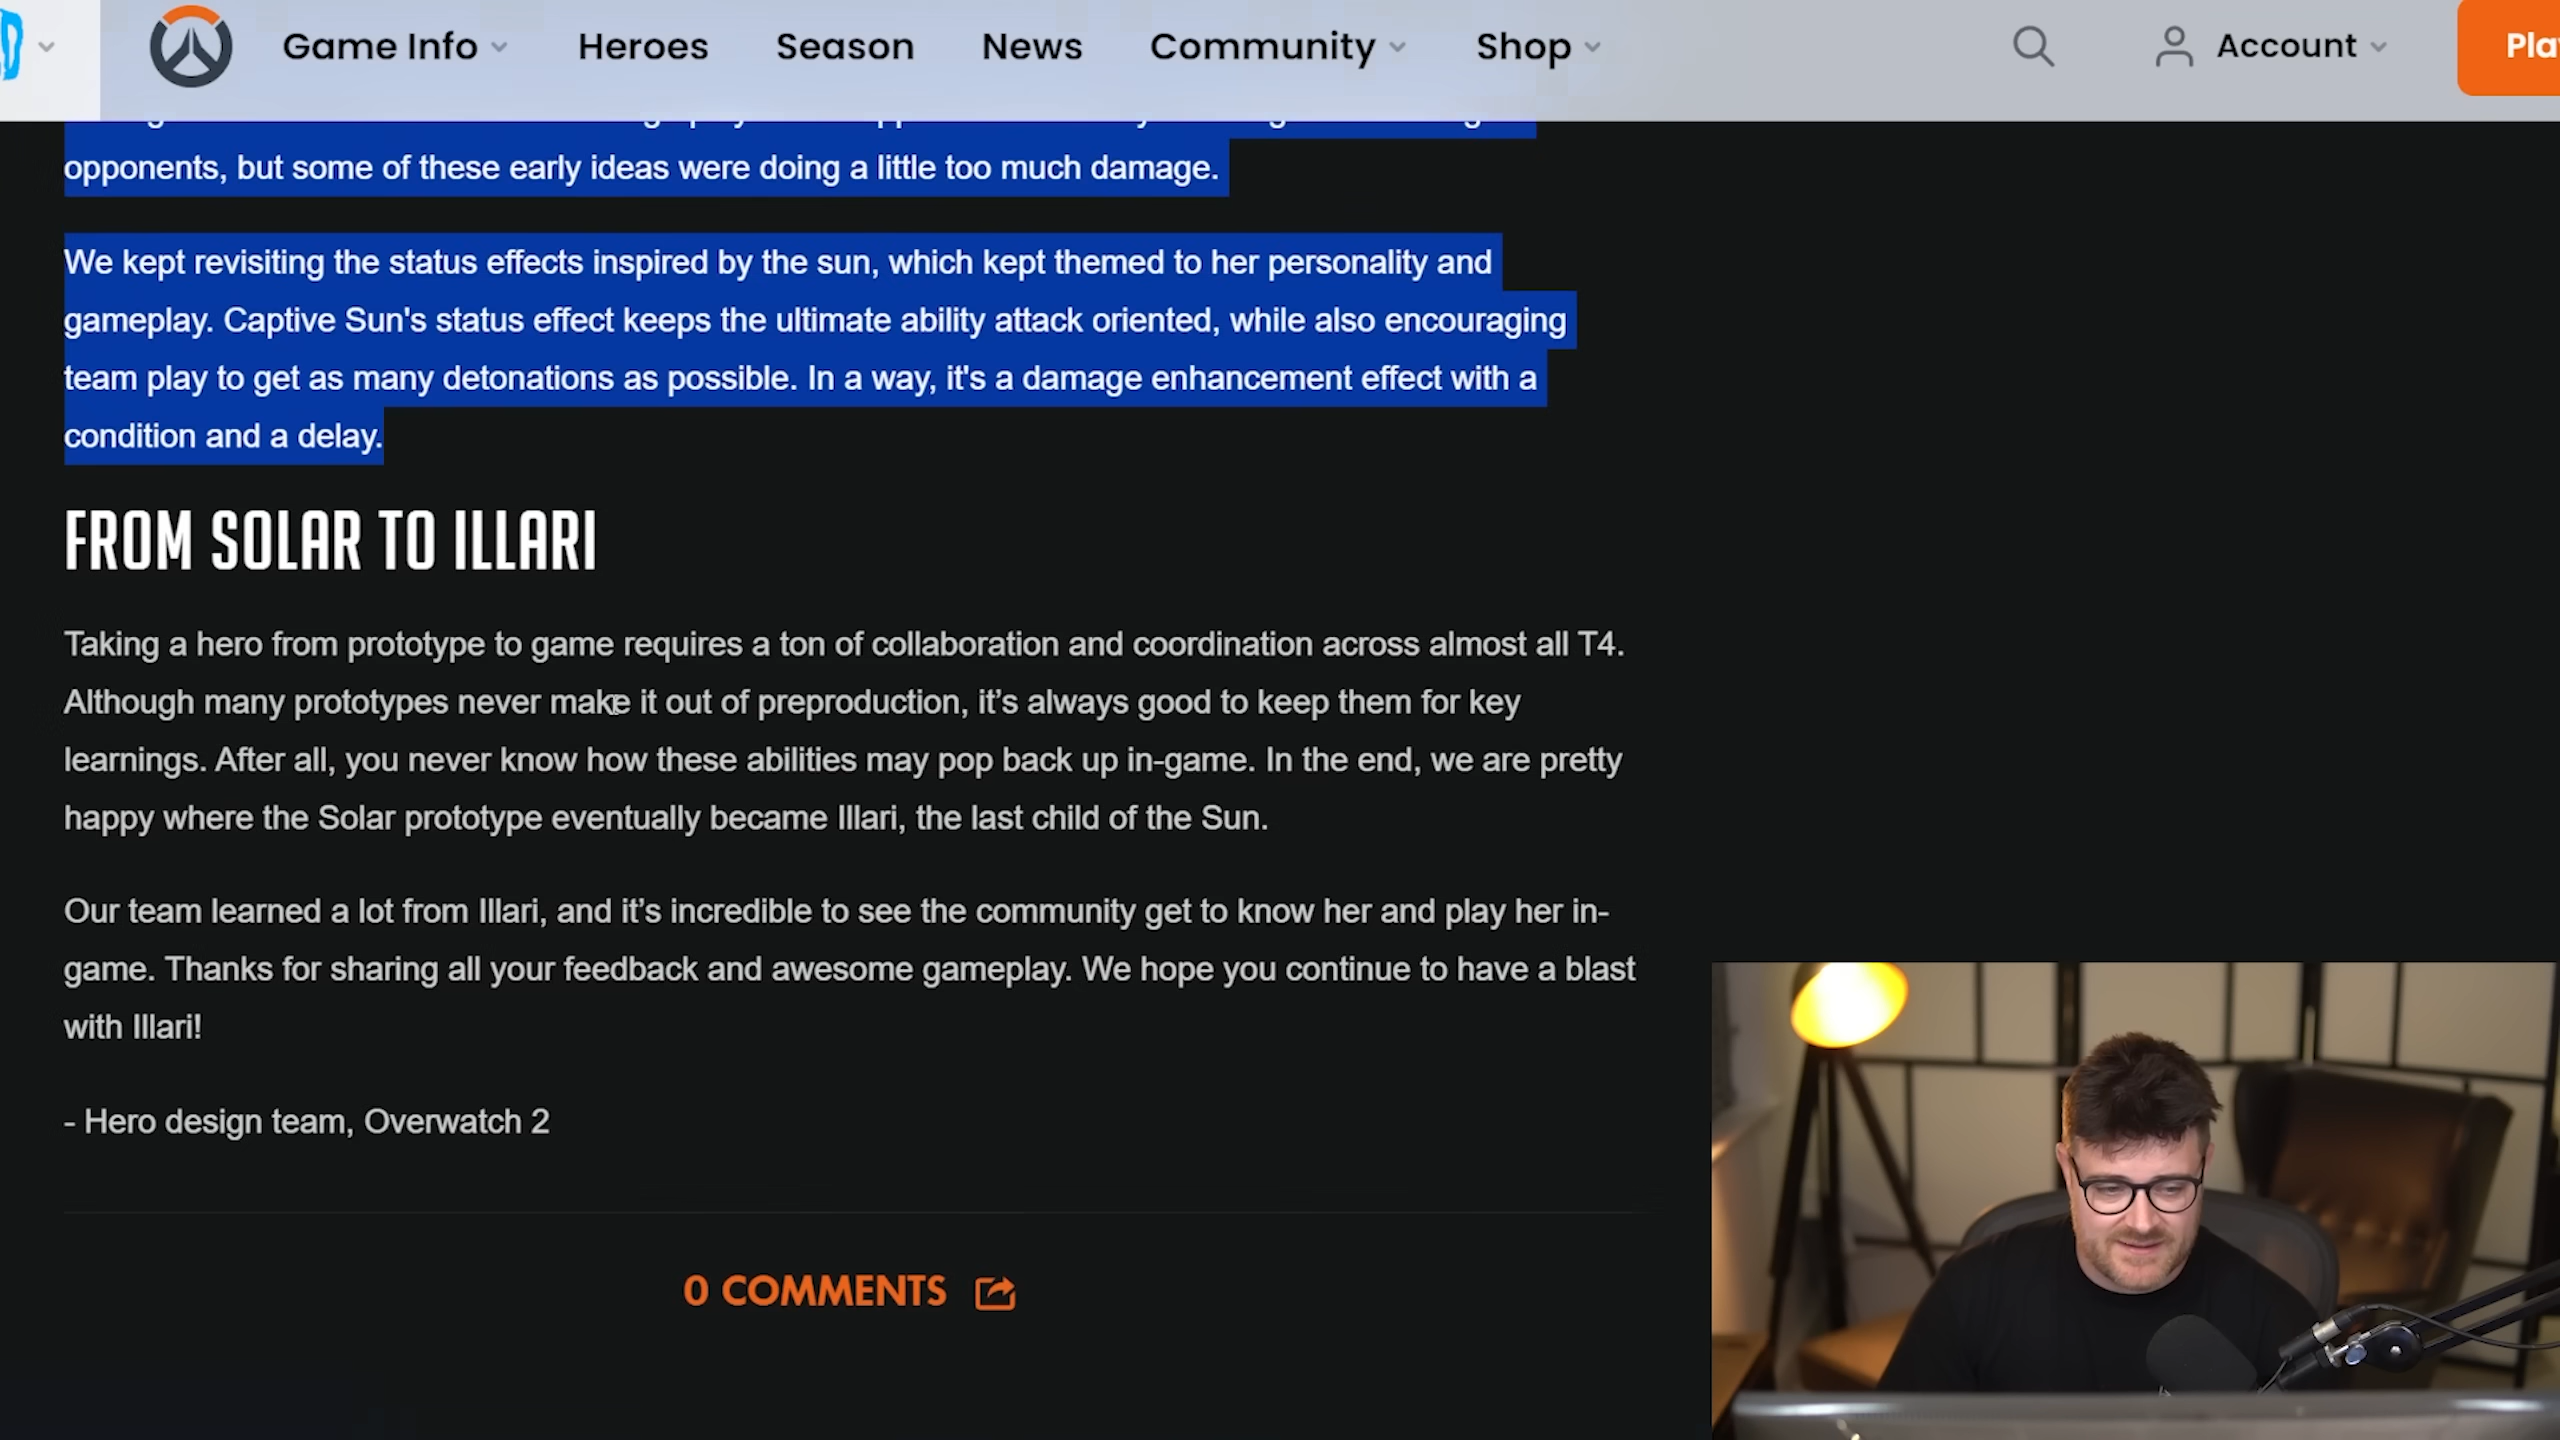 Game Info
Heroes
Season
News
Community
Shop
Account
opponents, but some of these early ideas were doing a little too much damage.
We kept revisiting the status effects inspired by the sun, which kept themed to her personality and
gameplay. Captive Sun's status effect keeps the ultimate ability attack oriented, while also encouraging
team play to get as many detonations as possible. In a way, it's a damage enhancement effect with a
condition and a delay.
FROM SOLAR TO ILLARI
Taking a hero from prototype to game requires a ton of collaboration and coordination across almost all T4.
Although many prototypes never make it out of preproduction, it’s always good to keep them for key
learnings. After all, you never know how these abilities may pop back up in-game. In the end, we are pretty
happy where the Solar prototype eventually became Illari, the last child of the Sun.
Our team learned a lot from Illari, and it’s incredible to see the community get to know her and play her in-
game. Thanks for sharing all your feedback and awesome gameplay. We hope you continue to have a blast
with Illari!
- Hero design team, Overwatch 2
0 COMMENTS